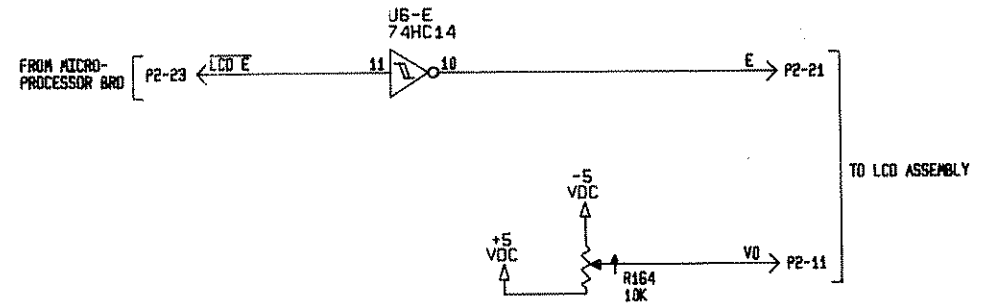 U6-E
74HC14
FROM MICRO-
PROCESSOR BRD
P2-23
LCD E
11
10
E
P2-21
TO LCD ASSEMBLY
-5
VDC
+5
VDC
VO
P2-11
R164
10K